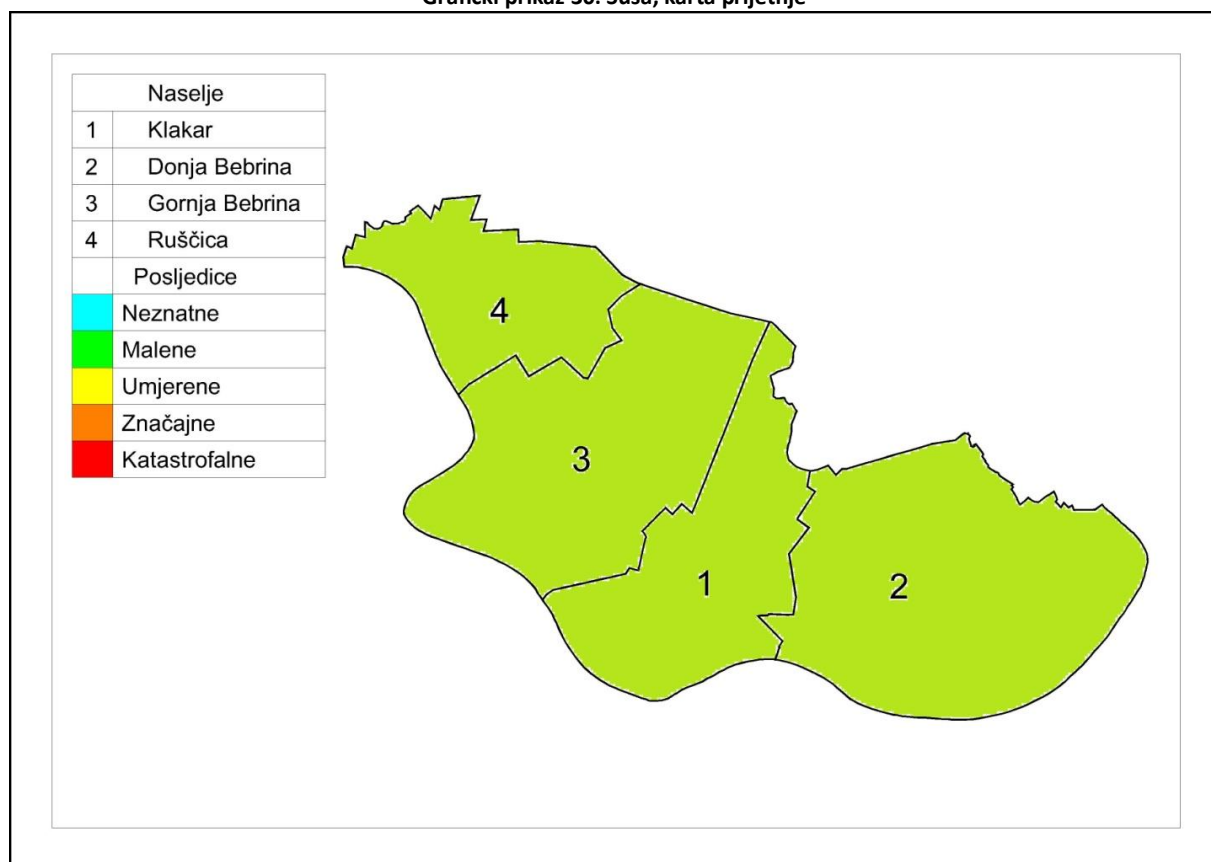 Grafički prikaz Suša, karta prijetnje
Naselje
1 Klakar
2 Donja Bebrina
3 Gornja Bebrina
4 Ruščica
Posljedice
Neznatne
Malene
Umjerene
Značajne
Katastrofalne
4
3
1
2